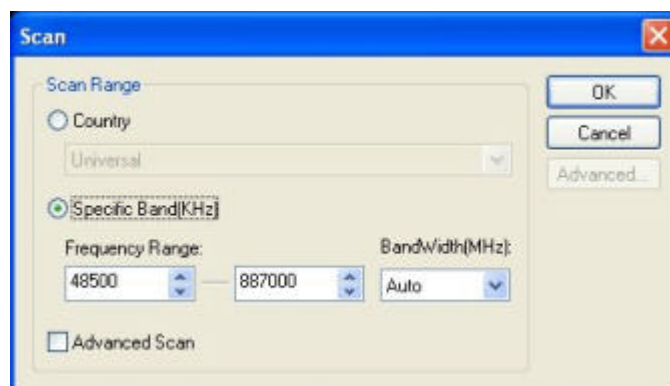 Scan
Scan Range
Country
Universal
Specific Band(KHz)
Frequency Range:
BandWidth(MHz):
48500
887000
Auto
Advanced Scan
OK
Cancel
Advanced...